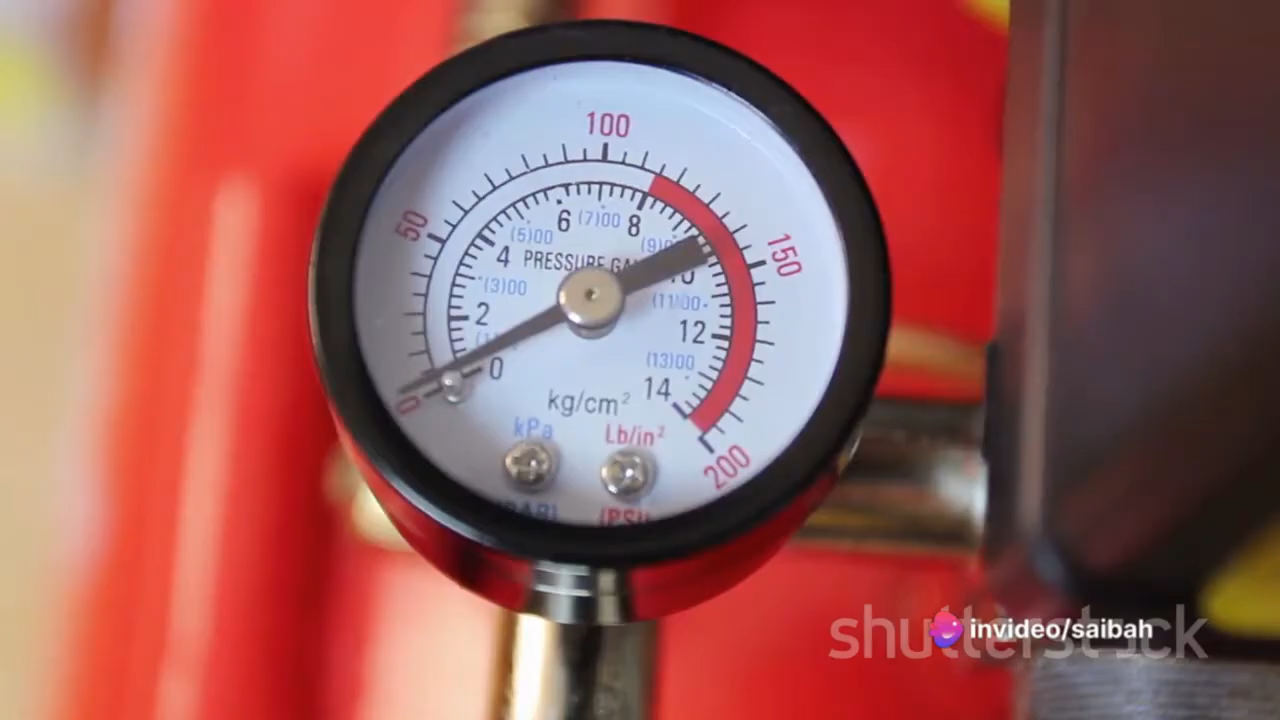 100
50
150
6 (7)00 8
(5)00
(9)
4 PRESSURE
(3)00
(11)00
2
12
0
(13)00
14
0
kg/cm²
kPa Lb/in²
200
shutterstock
invideo/saibah